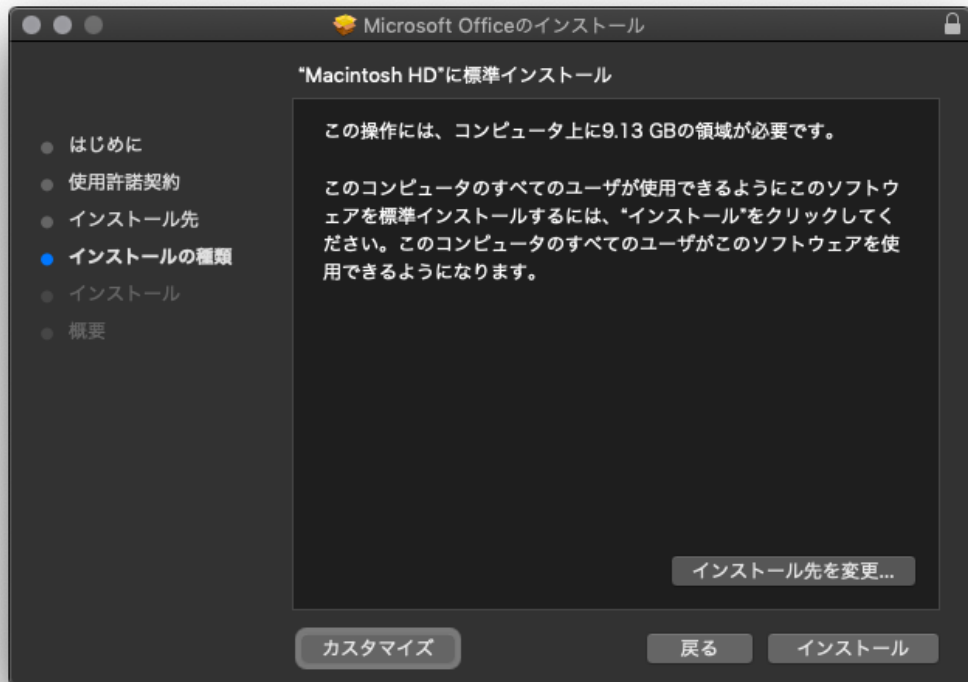 Microsoft Officeのインストール
“Macintosh HD”に標準インストール
はじめに
使用許諾契約
インストール先
インストールの種類
インストール
概要
この操作には、コンピュータ上に9.13 GBの領域が必要です。
このコンピュータのすべてのユーザが使用できるようにこのソフトウ
ェアを標準インストールするには、“インストール”をクリックしてく
ださい。このコンピュータのすべてのユーザがこのソフトウェアを使
用できるようになります。
インストール先を変更...
カスタマイズ
戻る
インストール